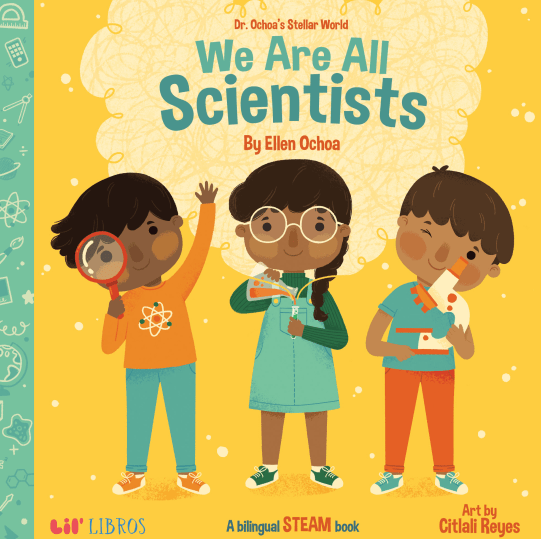 Dr. Ochoa's Stellar World
We Are All
Scientists
By Ellen Ochoa
LiL' LIBROS
A bilingual STEAM book
Art by
Citlali Reyes